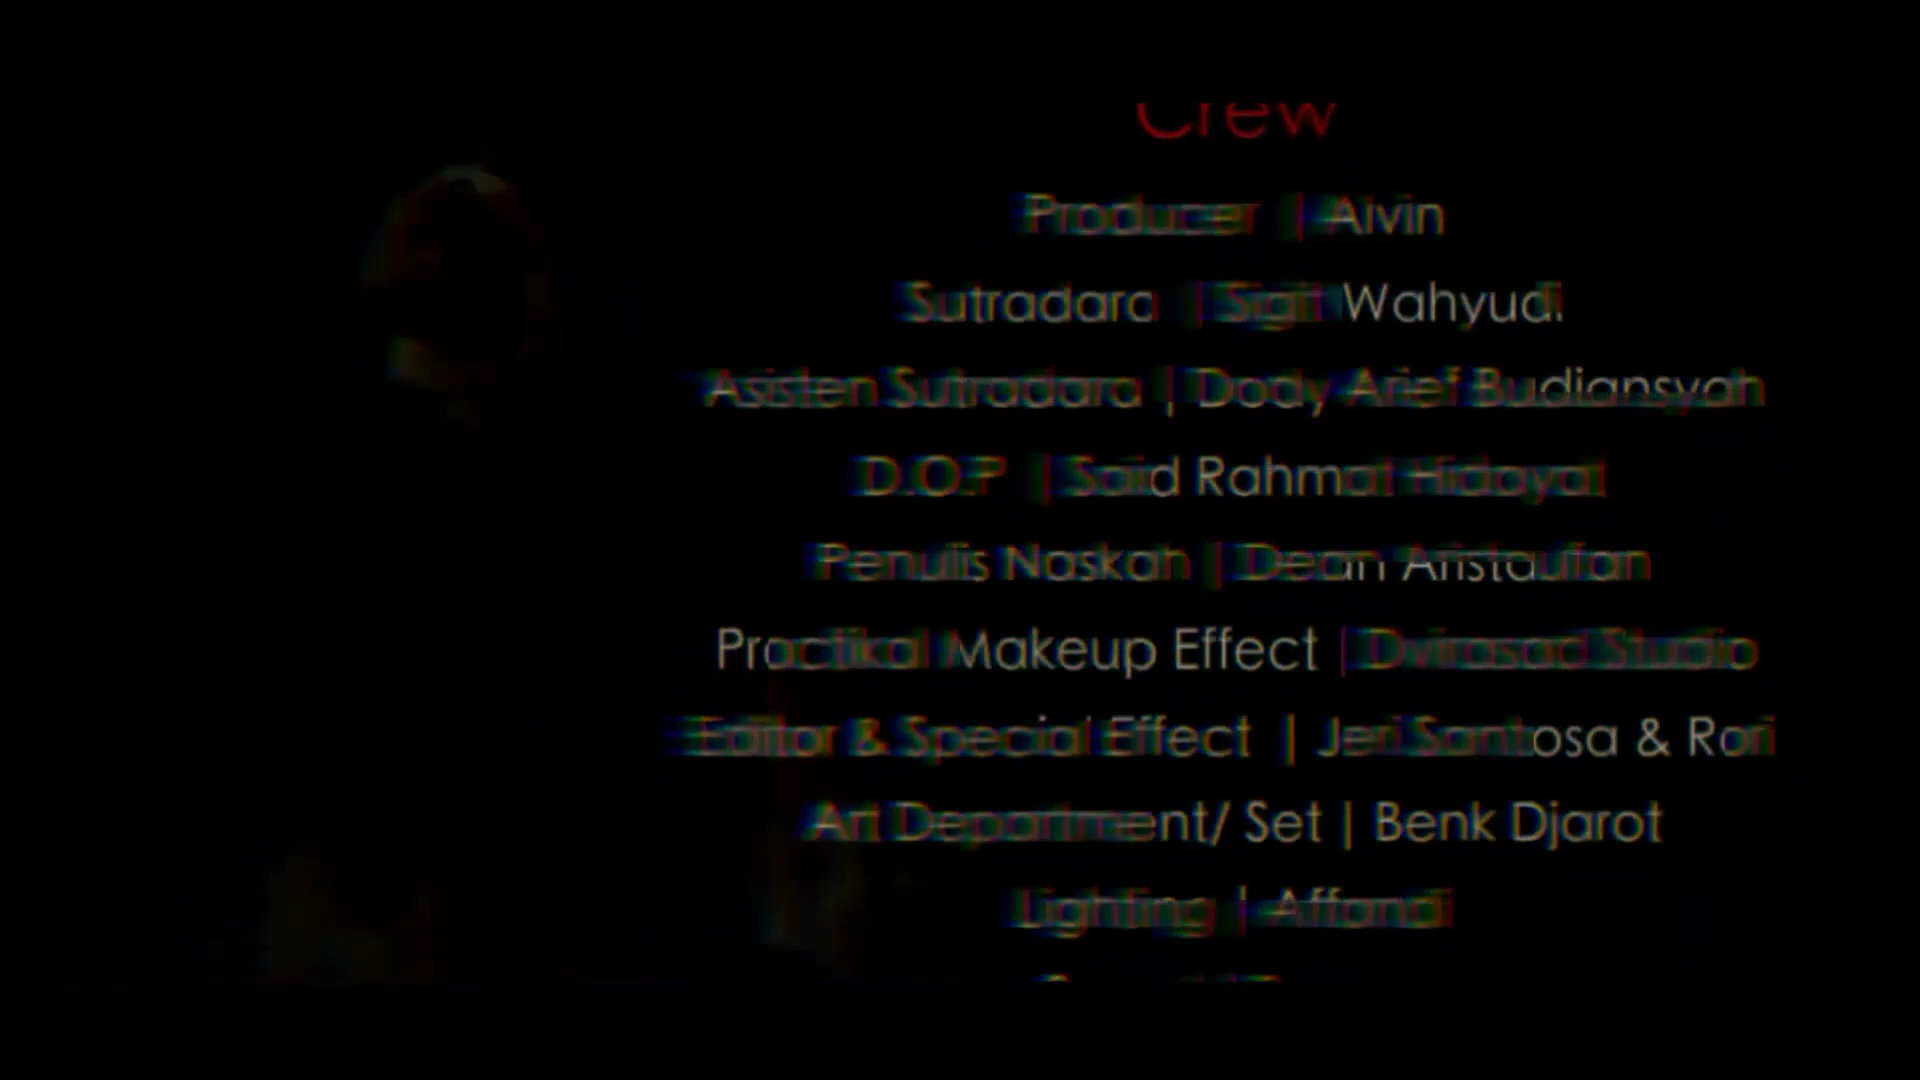 Crew
Producer | Alvin
Sutradara | Sigit Wahyudi
Asisten Sutradara | Dody Arief Budiansyah
D.O.P | Said Rahmat Hidayat
Penulis Naskah | Dean Aristaufan
Practikal Makeup Effect | Dvirasad Studio
Editor & Special Effect | Jeri Santosa & Rori
Art Department/ Set | Benk Djarot
Lighting | Affandi